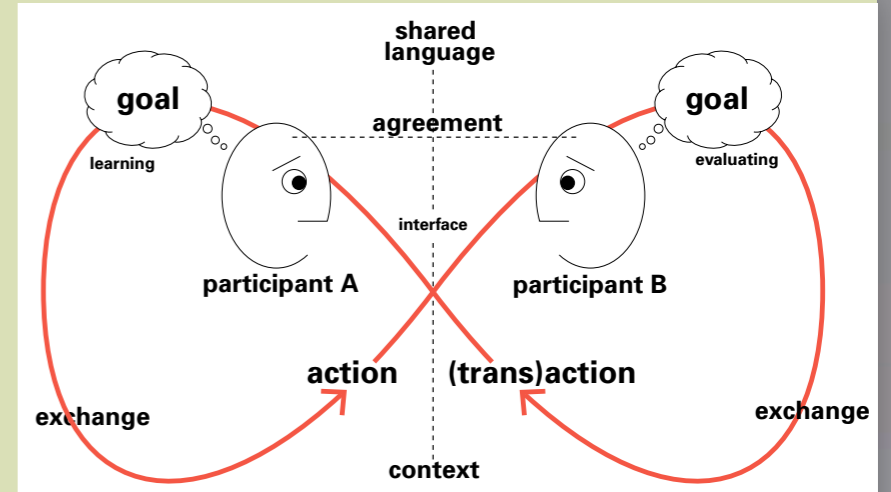 shared
language
goal
goal
agreement
learning
evaluating
interface
participant A
participant B
action
(trans)action
exchange
exchange
context